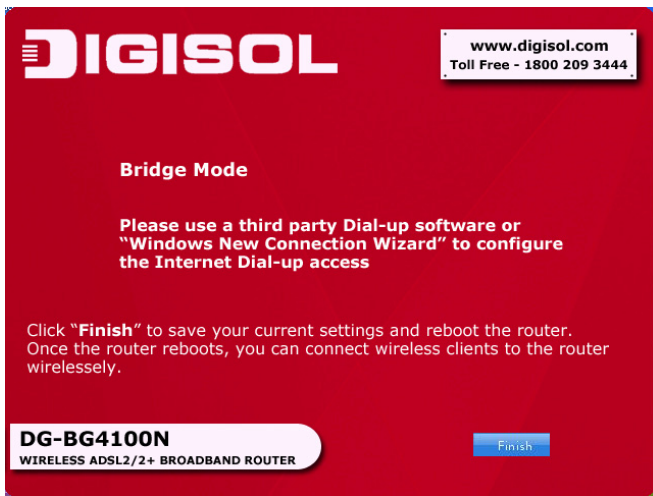 DIGISOL
www.digisol.com
Toll Free - 1800 209 3444
Bridge Mode
Please use a third party Dial-up software or
“Windows New Connection Wizard” to configure
the Internet Dial-up access
Click “Finish” to save your current settings and reboot the router.
Once the router reboots, you can connect wireless clients to the router
wirelessely.
DG-BG4100N
WIRELESS ADSL2/2+ BROADBAND ROUTER
Finish